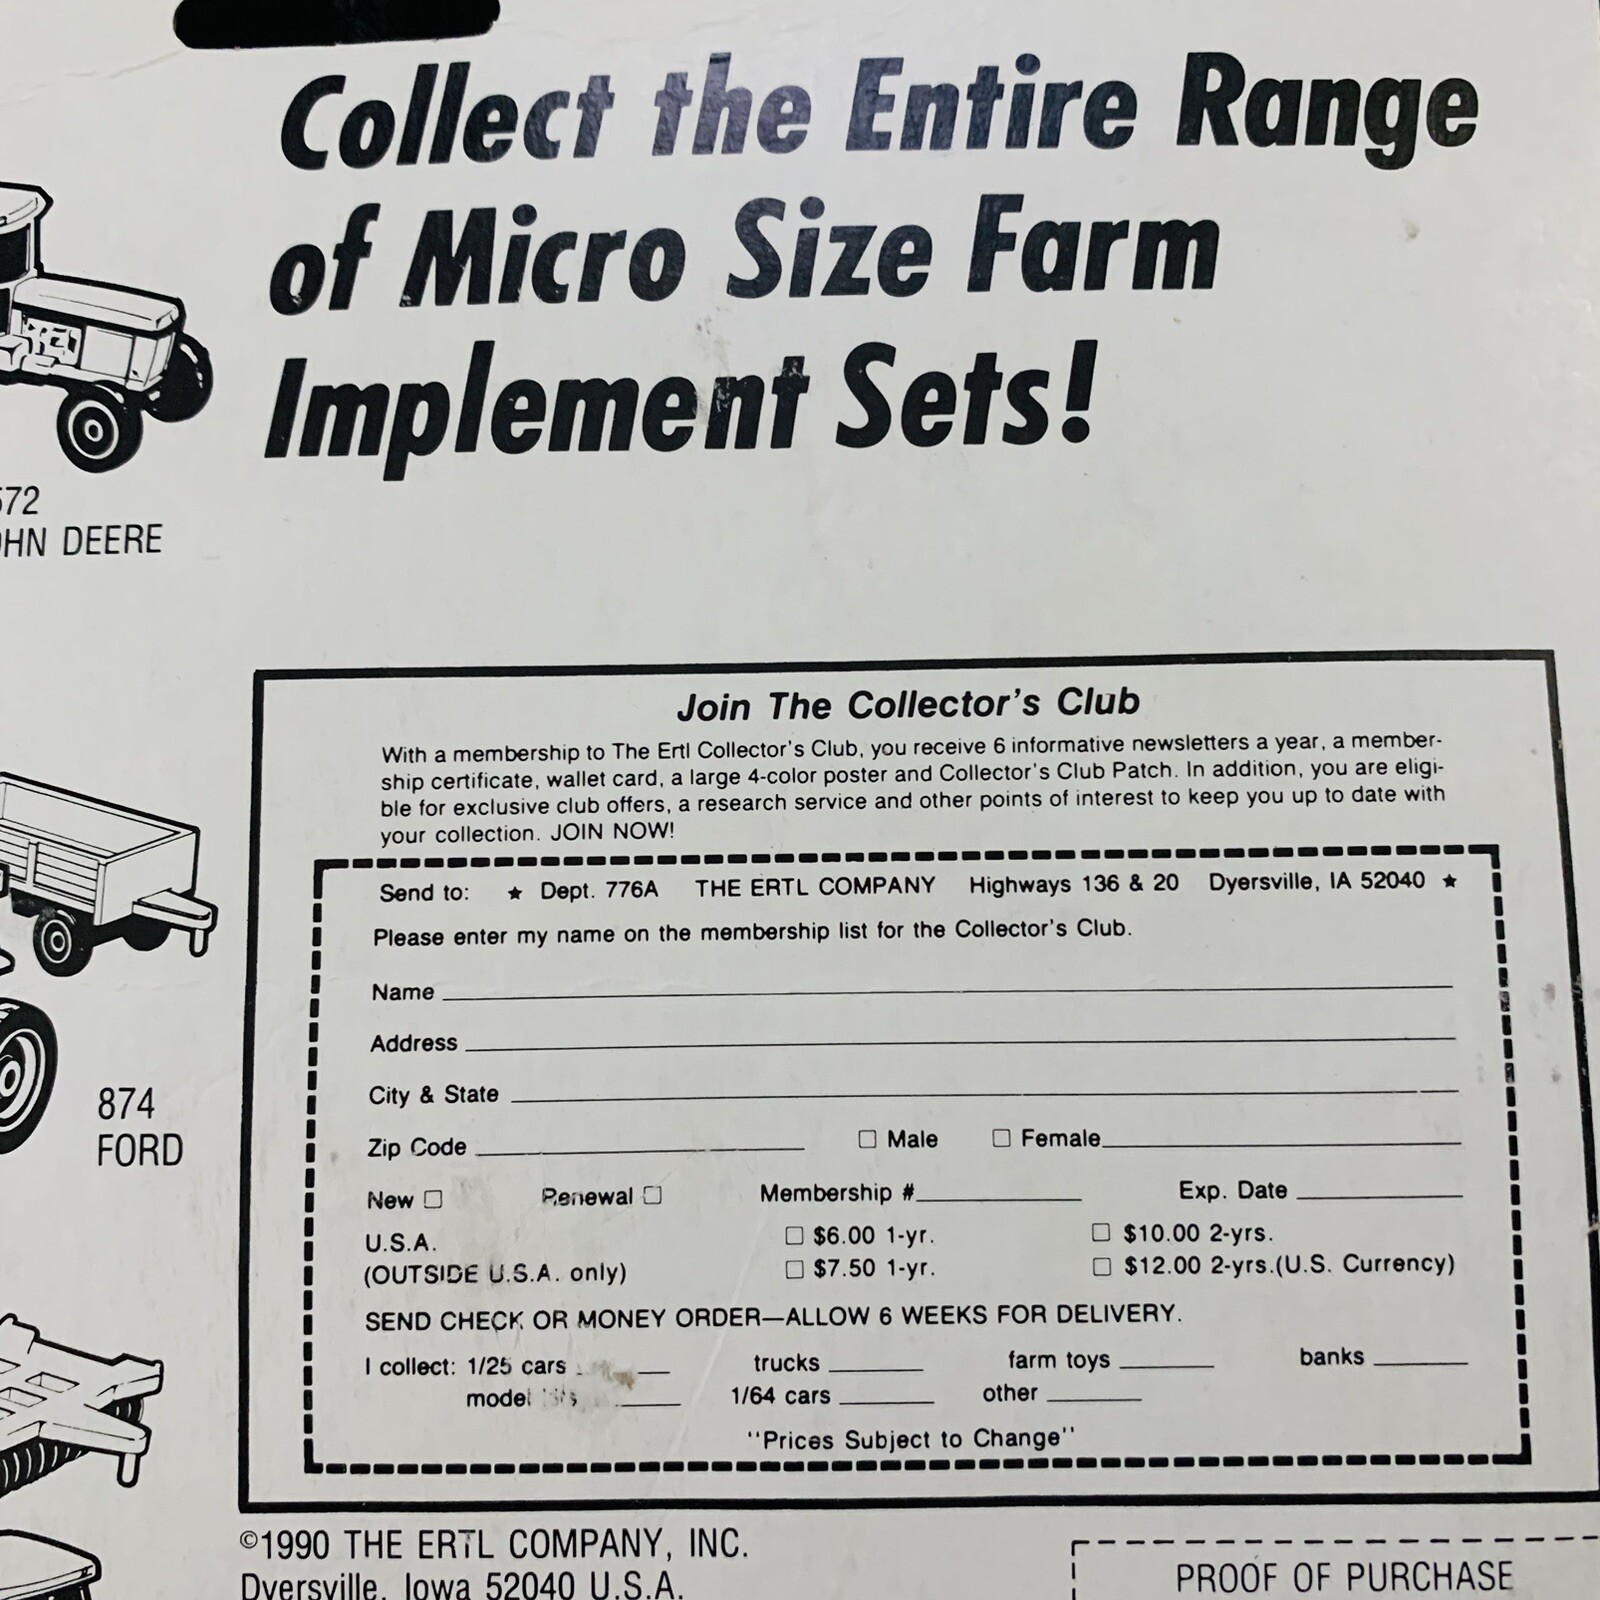 Collect the Entire Range
of Micro Size Farm
Implement Sets!
572
OHN DEERE
874
FORD
Join The Collector's Club
With a membership to The Ertl Collector's Club, you receive 6 informative newsletters a year, a member-
ship certificate, wallet card, a large 4-color poster and Collector's Club Patch. In addition, you are eligi-
ble for exclusive club offers, a research service and other points of interest to keep you up to date with
your collection. JOIN NOW!
Send to: ★ Dept. 776A THE ERTL COMPANY Highways 136 & 20 Dyersville, IA 52040 ★
Please enter my name on the membership list for the Collector's Club.
Name
Address
City & State
Zip Code □ Male □ Female
New □ Renewal □ Membership # Exp. Date
U.S.A. □ $6.00 1-yr. □ $10.00 2-yrs.
(OUTSIDE U.S.A. only) □ $7.50 1-yr. □ $12.00 2-yrs.(U.S. Currency)
SEND CHECK OR MONEY ORDER—ALLOW 6 WEEKS FOR DELIVERY.
I collect: 1/25 cars trucks farm toys banks
model 1/64 cars other
"Prices Subject to Change"
©1990 THE ERTL COMPANY, INC.
Dyersville, Iowa 52040 U.S.A.
PROOF OF PURCHASE